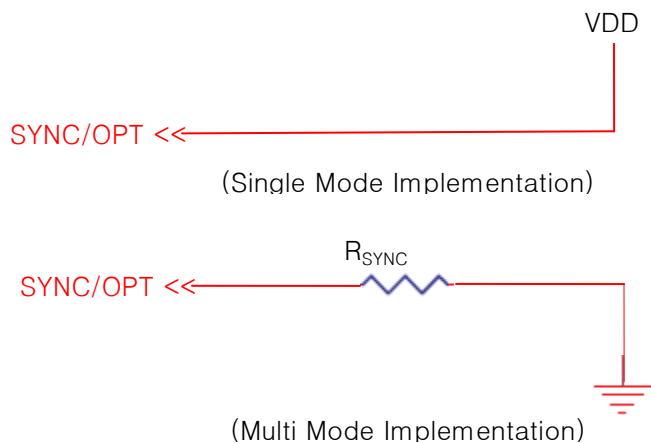 VDD
SYNC/OPT <<
(Single Mode Implementation)
RSYNC
SYNC/OPT <<
(Multi Mode Implementation)